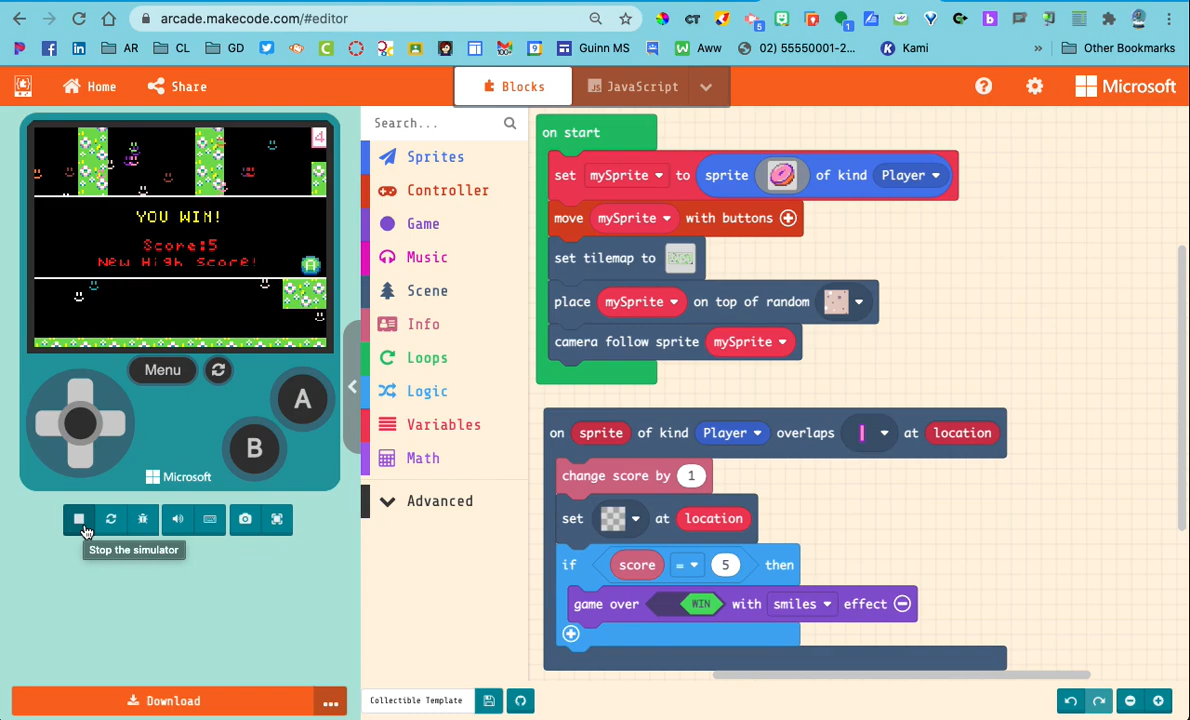 arcade.makecode.com/#editor
CT
5
1
b
AR
CL
GD
Guinn MS
Aww
02) 55550001-2...
Kami
»
Other Bookmarks
Home
Share
Blocks
JavaScript
Microsoft
4
YOU WIN!
Score:5
New High Score!
A
Menu
A
B
Microsoft
Stop the simulator
Download
...
Search...
Sprites
Controller
Game
Music
Scene
Info
Loops
Logic
Variables
Math
Advanced
Collectible Template
on start
set mySprite to sprite of kind Player
move mySprite with buttons
set tilemap to
place mySprite on top of random
camera follow sprite mySprite
on sprite of kind Player overlaps at location
change score by 1
set at location
if score = 5 then
game over WIN with smiles effect